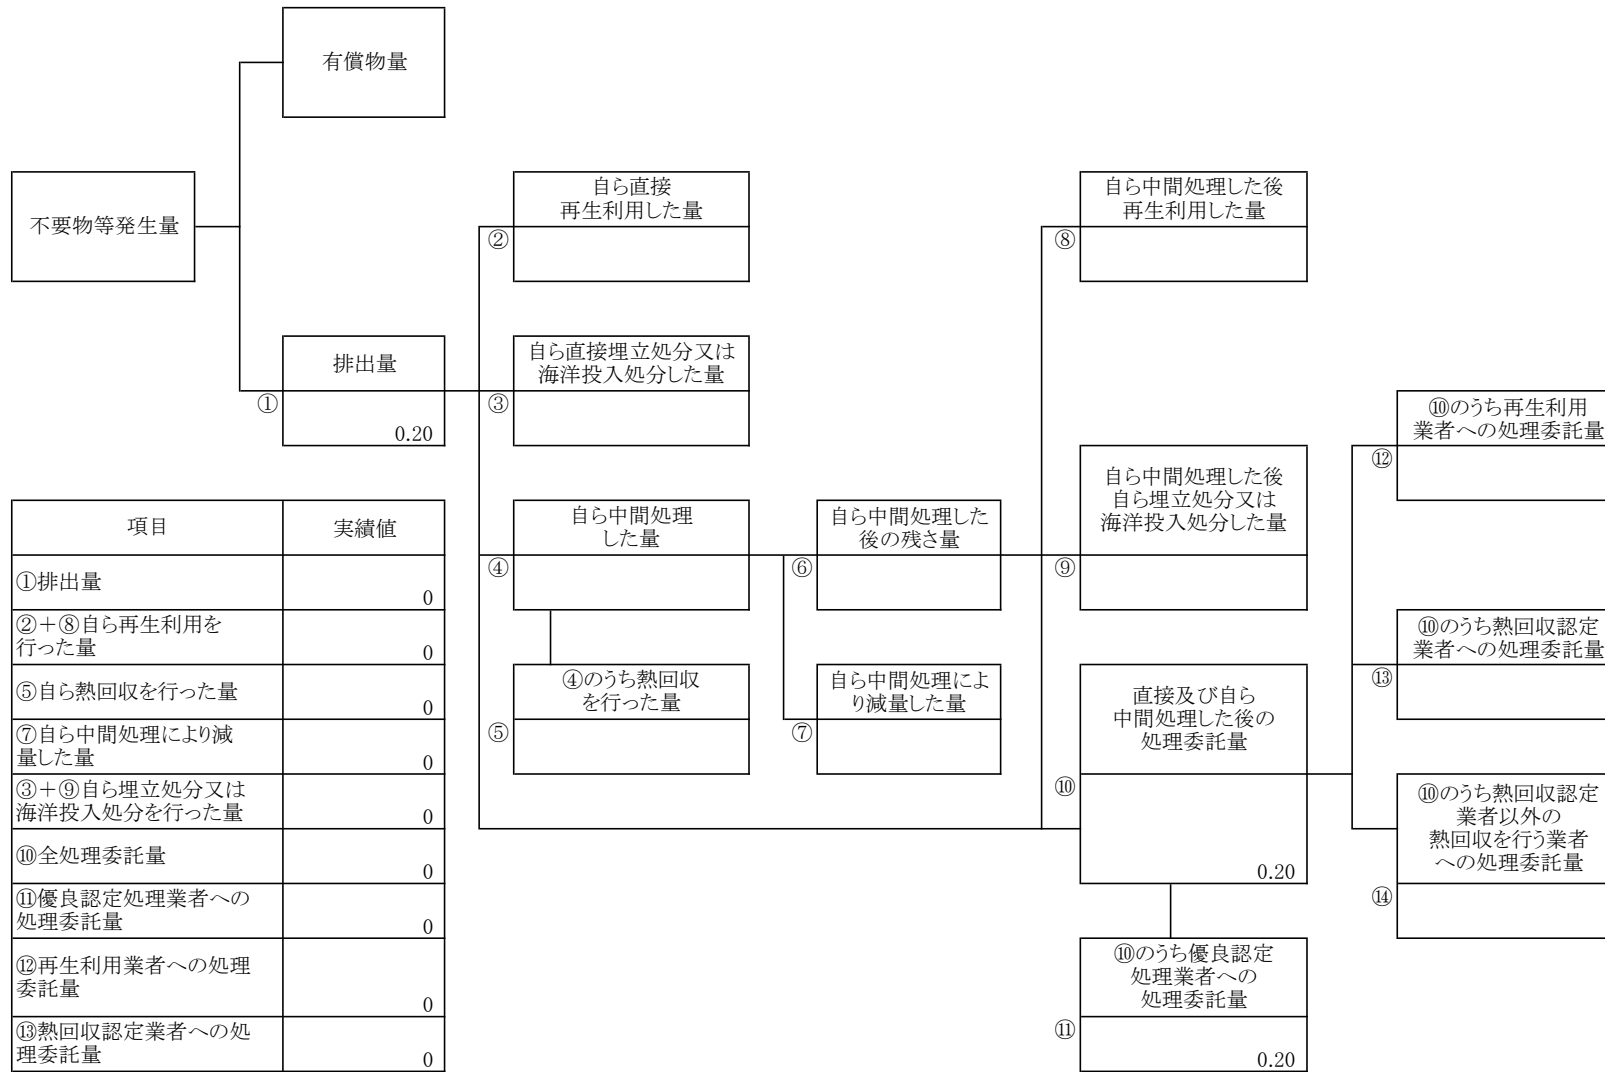 有償物量
不要物等発生量
自ら直接
再生利用した量
②
自ら中間処理した後
再生利用した量
⑧
排出量
①
0.20
自ら直接埋立処分又は
海洋投入処分した量
③
⑩のうち再生利用
業者への処理委託量
⑫
自ら中間処理した後
自ら埋立処分又は
海洋投入処分した量
⑨
自ら中間処理
した量
④
自ら中間処理した
後の残さ量
⑥
④のうち熱回収
を行った量
⑤
自ら中間処理によ
り減量した量
⑦
直接及び自ら
中間処理した後の
処理委託量
⑩
0.20
⑩のうち熱回収認定
業者への処理委託量
⑬
⑩のうち熱回収認定
業者以外の
熱回収を行う業者
への処理委託量
⑭
⑩のうち優良認定
処理業者への
処理委託量
⑪
0.20
項目 実績値
①排出量
0
②＋⑧自ら再生利用を
行った量 0
⑤自ら熱回収を行った量
0
⑦自ら中間処理により減
量した量 0
③＋⑨自ら埋立処分又は
海洋投入処分を行った量 0
⑩全処理委託量
0
⑪優良認定処理業者への
処理委託量 0
⑫再生利用業者への処理
委託量
0
⑬熱回収認定業者への処
理委託量 0